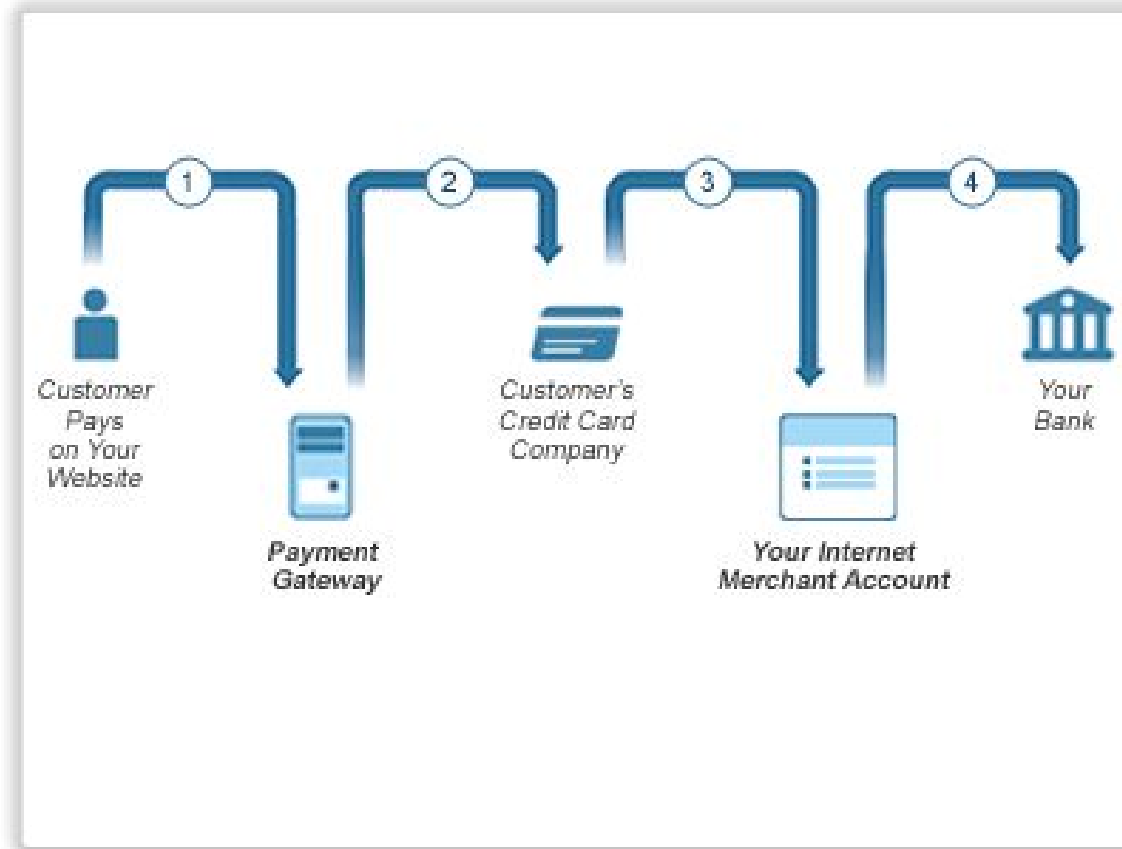 1
2
3
4
Customer
Pays
on Your
Website
Payment
Gateway
Customer's
Credit Card
Company
Your Internet
Merchant Account
Your
Bank